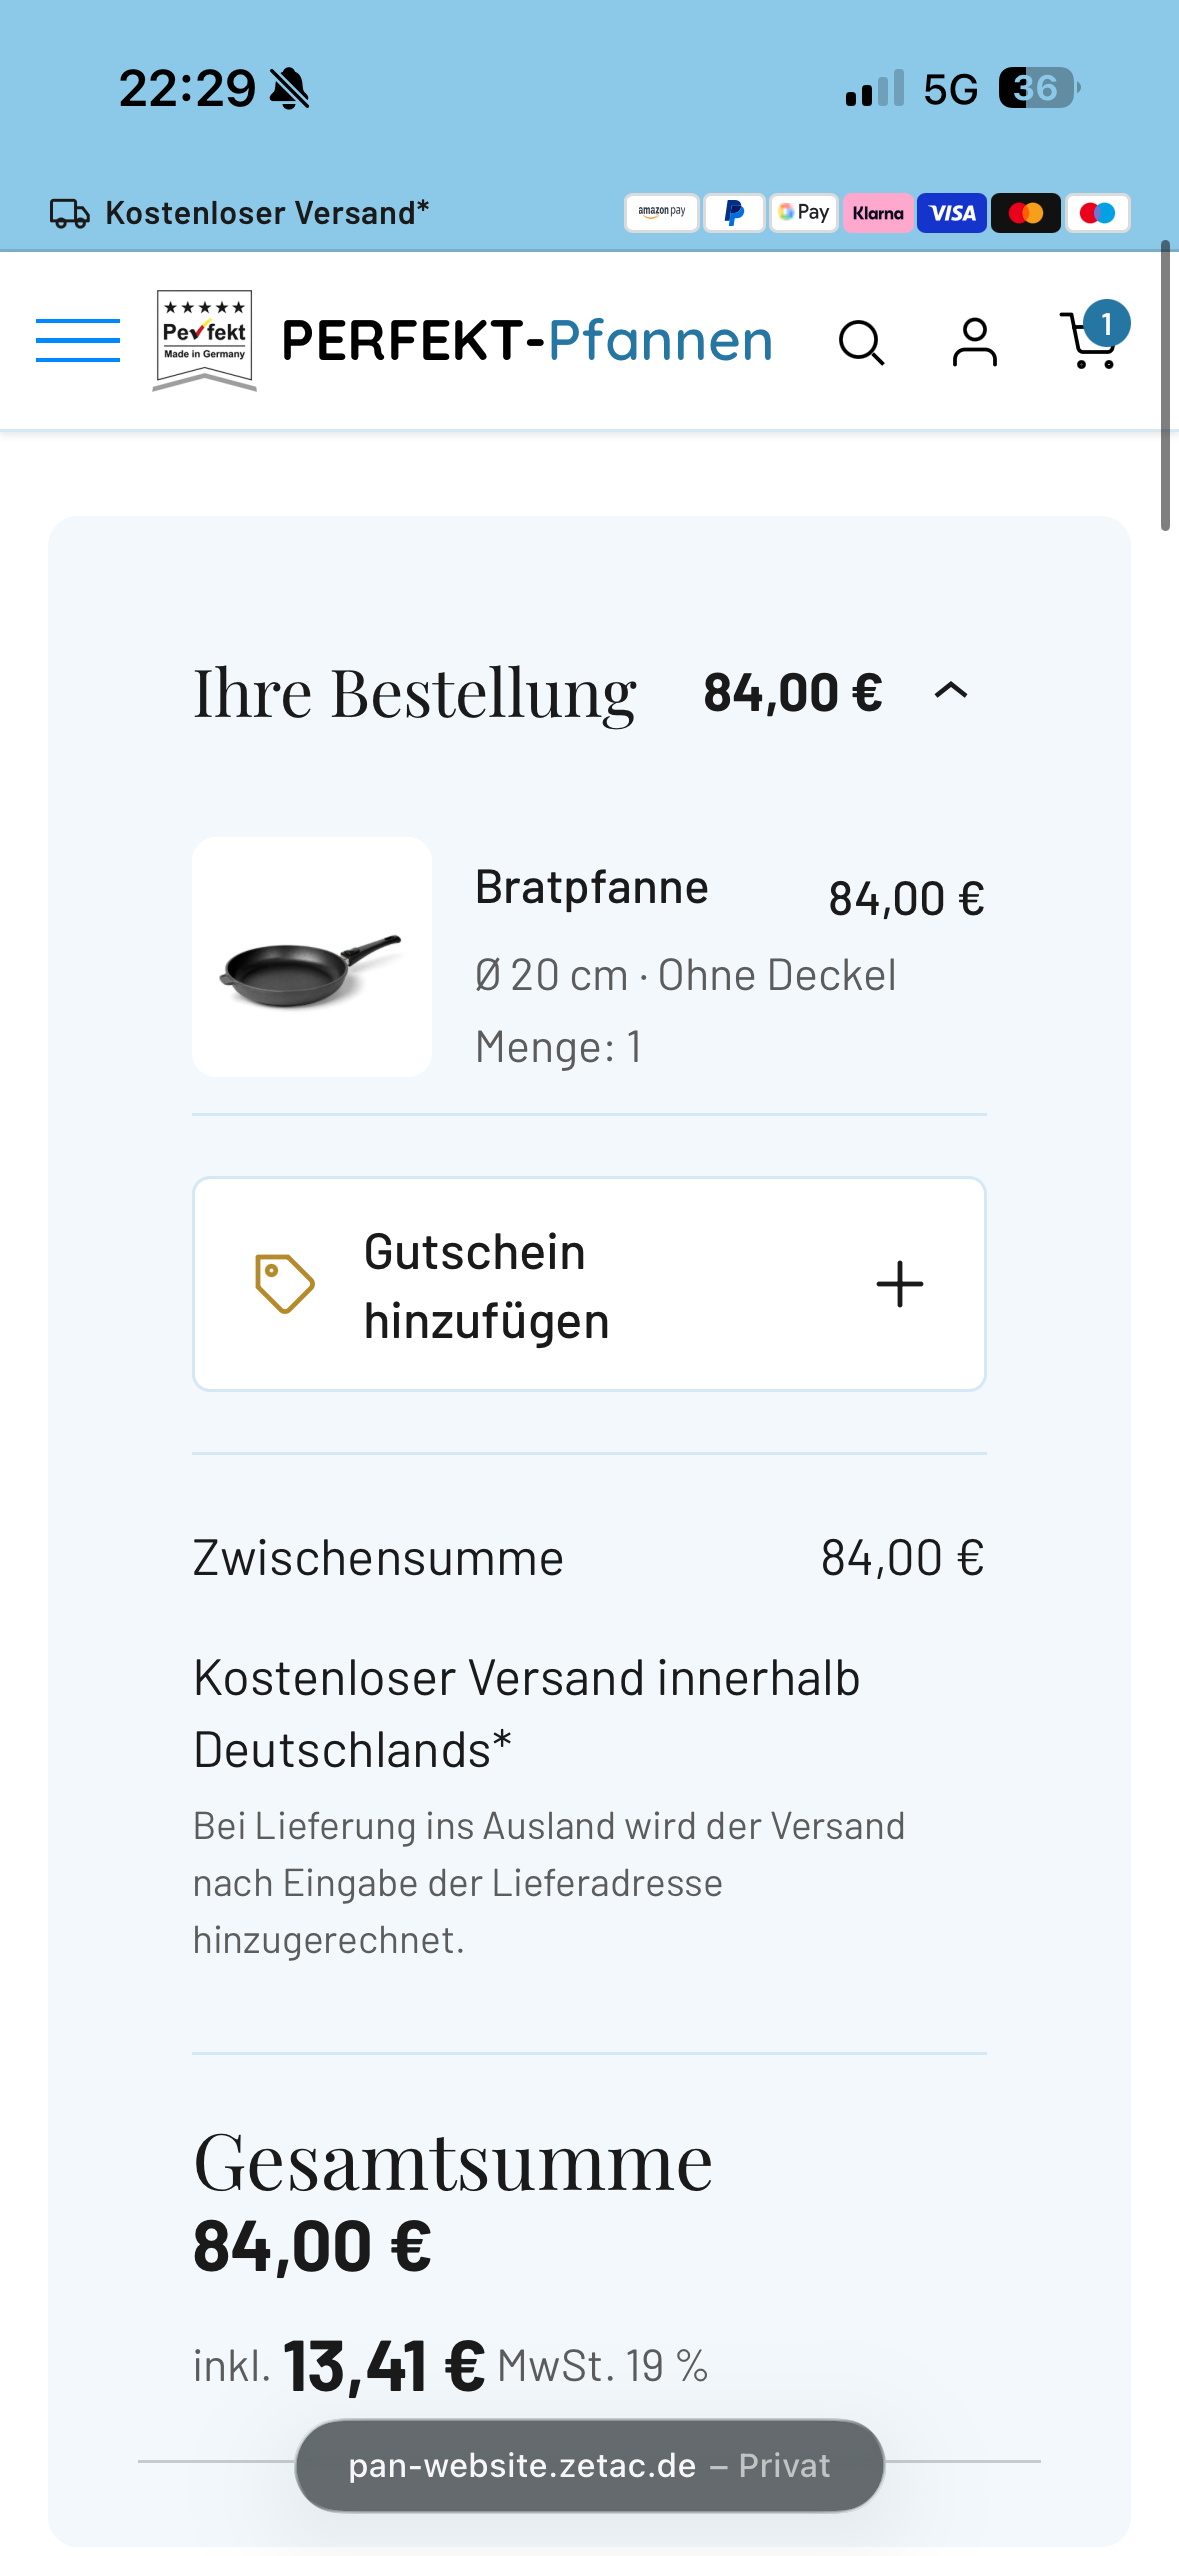 22:29
5G 36
Kostenloser Versand*
amazon pay
G Pay
Klarna
VISA
Perfekt
Made in Germany
PERFEKT-Pfannen
1
Ihre Bestellung 84,00 €
Bratpfanne 84,00 €
Ø 20 cm · Ohne Deckel
Menge: 1
Gutschein
hinzufügen
Zwischensumme 84,00 €
Kostenloser Versand innerhalb
Deutschlands*
Bei Lieferung ins Ausland wird der Versand
nach Eingabe der Lieferadresse
hinzugerechnet.
Gesamtsumme
84,00 €
inkl. 13,41 € MwSt. 19 %
pan-website.zetac.de – Privat